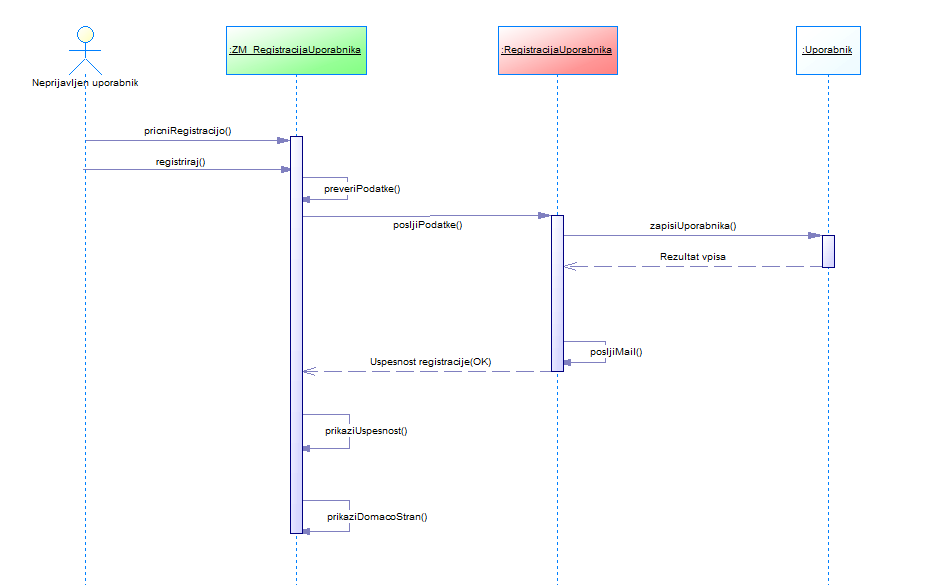 :ZM_RegistracijaUporabnika
:RegistracijaUporabnika
:Uporabnik
Neprijavljen uporabnik
pricniRegistracijo()
registriraj()
preveriPodatke()
posljiPodatke()
zapisiUporabnika()
Rezultat vpisa
posljiMail()
Uspesnost registracije(OK)
prikaziUspesnost()
prikaziDomacoStran()